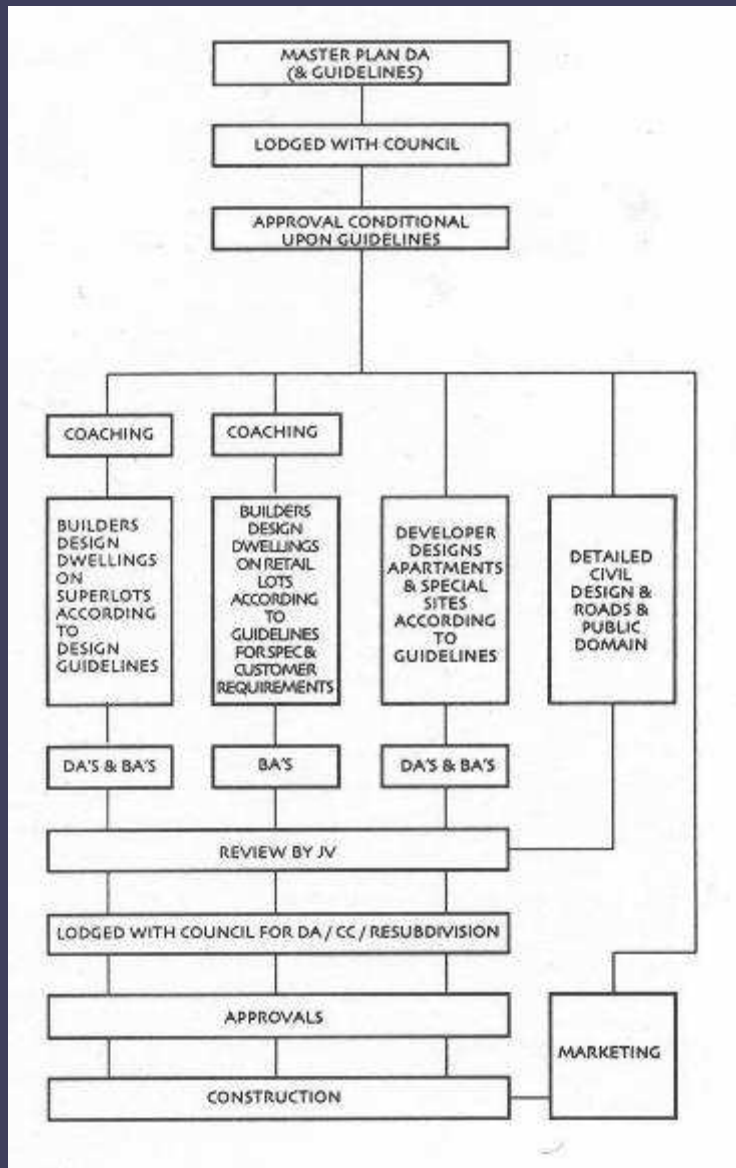 MASTER PLAN DA
(& GUIDELINES)
LODGED WITH COUNCIL
APPROVAL CONDITIONAL
UPON GUIDELINES
COACHING
COACHING
BUILDERS
DESIGN
DWELLINGS
ON
SUPERLOTS
ACCORDING
TO
DESIGN
GUIDELINES
BUILDERS
DESIGN
DWELLINGS
ON RETAIL
LOTS
ACCORDING
TO
GUIDELINES
FOR SPEC &
CUSTOMER
REQUIREMENTS
DEVELOPER
DESIGNS
APARTMENTS
& SPECIAL
SITES
ACCORDING
TO
GUIDELINES
DETAILED
CIVIL
DESIGN &
ROADS &
PUBLIC
DOMAIN
DA'S & BA'S
BA'S
DA'S & BA'S
REVIEW BY JV
LODGED WITH COUNCIL FOR DA / CC / RESUBDIVISION
APPROVALS
MARKETING
CONSTRUCTION